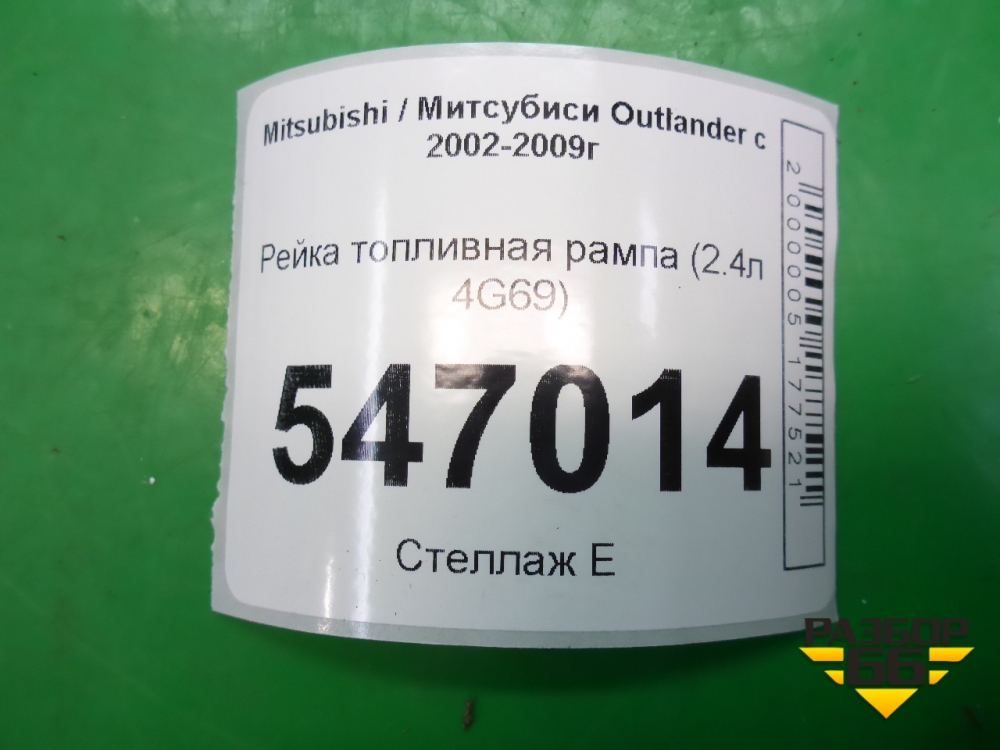 Mitsubishi / Митсубиси Outlander с
2002-2009г
Рейка топливная рампа (2.4л
4G69)
547014
Стеллаж Е
2000005177521
РАЗБОР
66